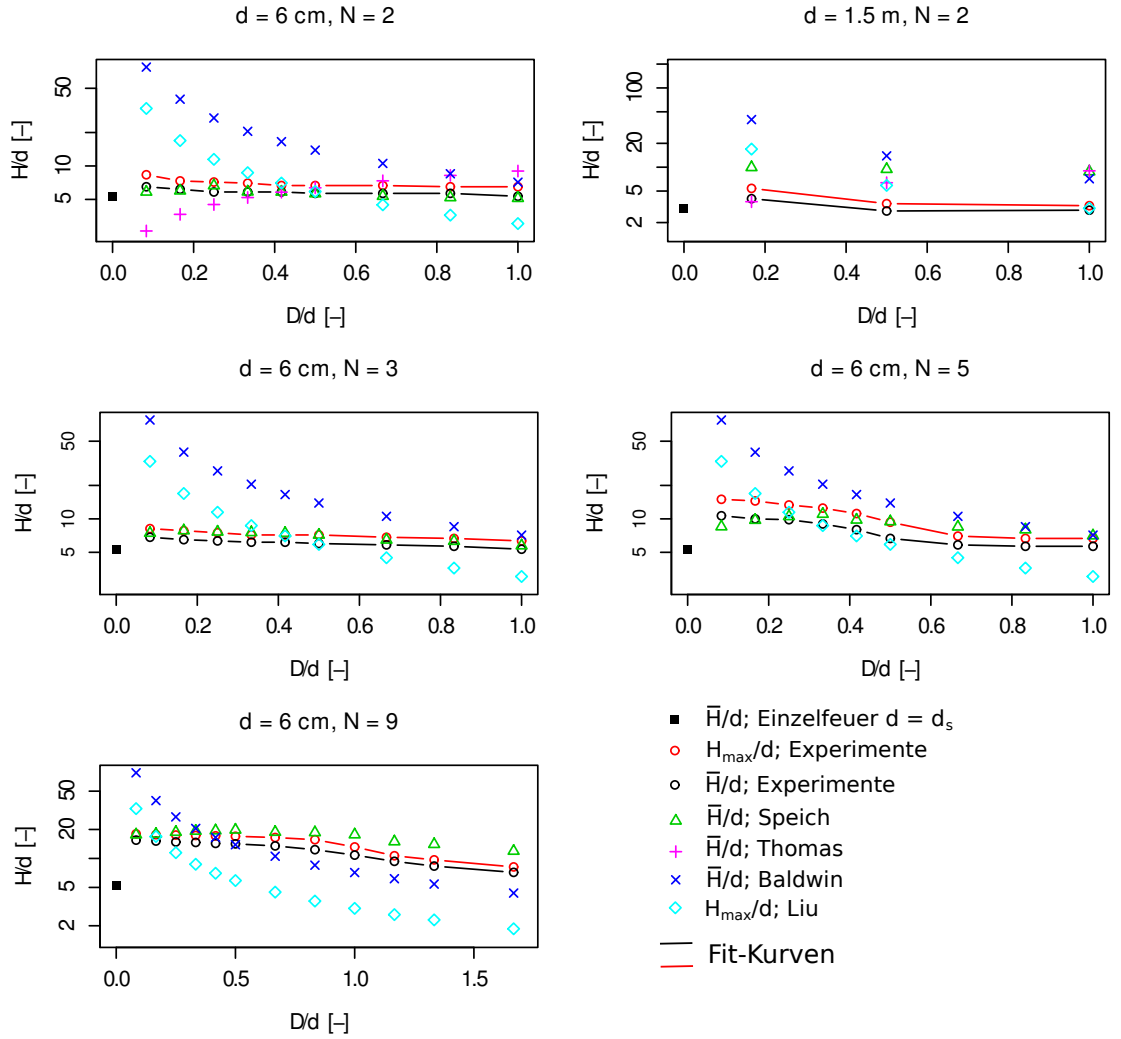 d = 6 cm, N = 2
H/d [–]
5 10 50
0.0 0.2 0.4 0.6 0.8 1.0
D/d [–]
d = 1.5 m, N = 2
H/d [–]
2 5 20 100
0.0 0.2 0.4 0.6 0.8 1.0
D/d [–]
d = 6 cm, N = 3
H/d [–]
5 10 50
0.0 0.2 0.4 0.6 0.8 1.0
D/d [–]
d = 6 cm, N = 5
H/d [–]
5 10 50
0.0 0.2 0.4 0.6 0.8 1.0
D/d [–]
d = 6 cm, N = 9
H/d [–]
2 5 20 50
0.0 0.5 1.0 1.5
D/d [–]
H̅/d; Einzelfeuer d = dₛ
Hmax/d; Experimente
H̅/d; Experimente
H̅/d; Speich
H̅/d; Thomas
H̅/d; Baldwin
Hmax/d; Liu
Fit-Kurven